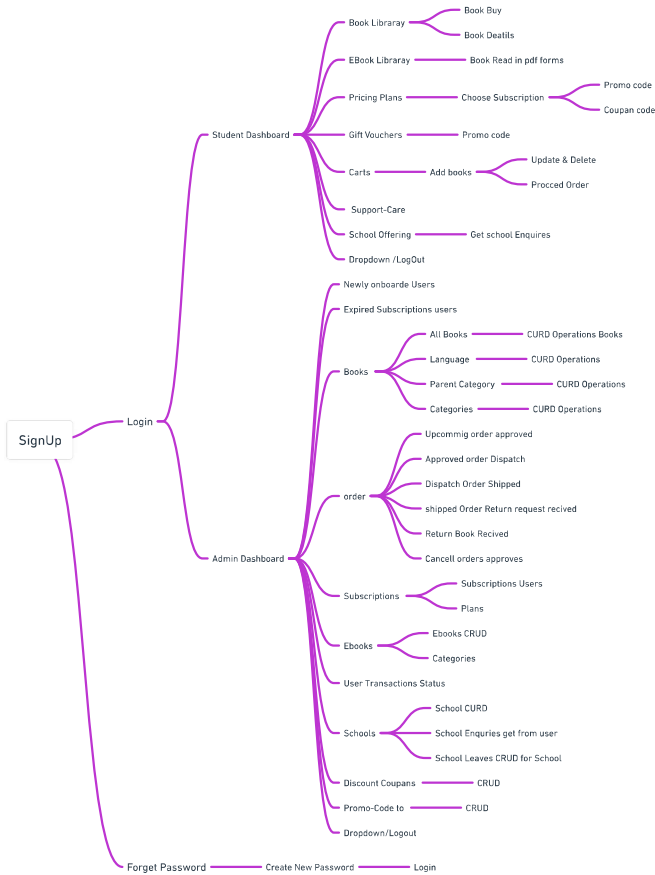 SignUp
Login
Student Dashboard
Book Libraray
Book Buy
Book Deatils
EBook Libraray
Book Read in pdf forms
Pricing Plans
Choose Subscription
Promo code
Coupan code
Gift Vouchers
Promo code
Carts
Add books
Update & Delete
Procced Order
Support-Care
School Offering
Get school Enquires
Dropdown /LogOut
Admin Dashboard
Newly onboarde Users
Expired Subscriptions users
Books
All Books
CURD Operations Books
Language
CURD Operations
Parent Category
CURD Operations
Categories
CURD Operations
order
Upcommig order approved
Approved order Dispatch
Dispatch Order Shipped
shipped Order Return request recived
Return Book Recived
Cancell orders approves
Subscriptions
Subscriptions Users
Plans
Ebooks
Ebooks CRUD
Categories
User Transactions Status
Schools
School CURD
School Enquries get from user
School Leaves CRUD for School
Discount Coupans
CRUD
Promo-Code to
CRUD
Dropdown/Logout
Forget Password
Create New Password
Login